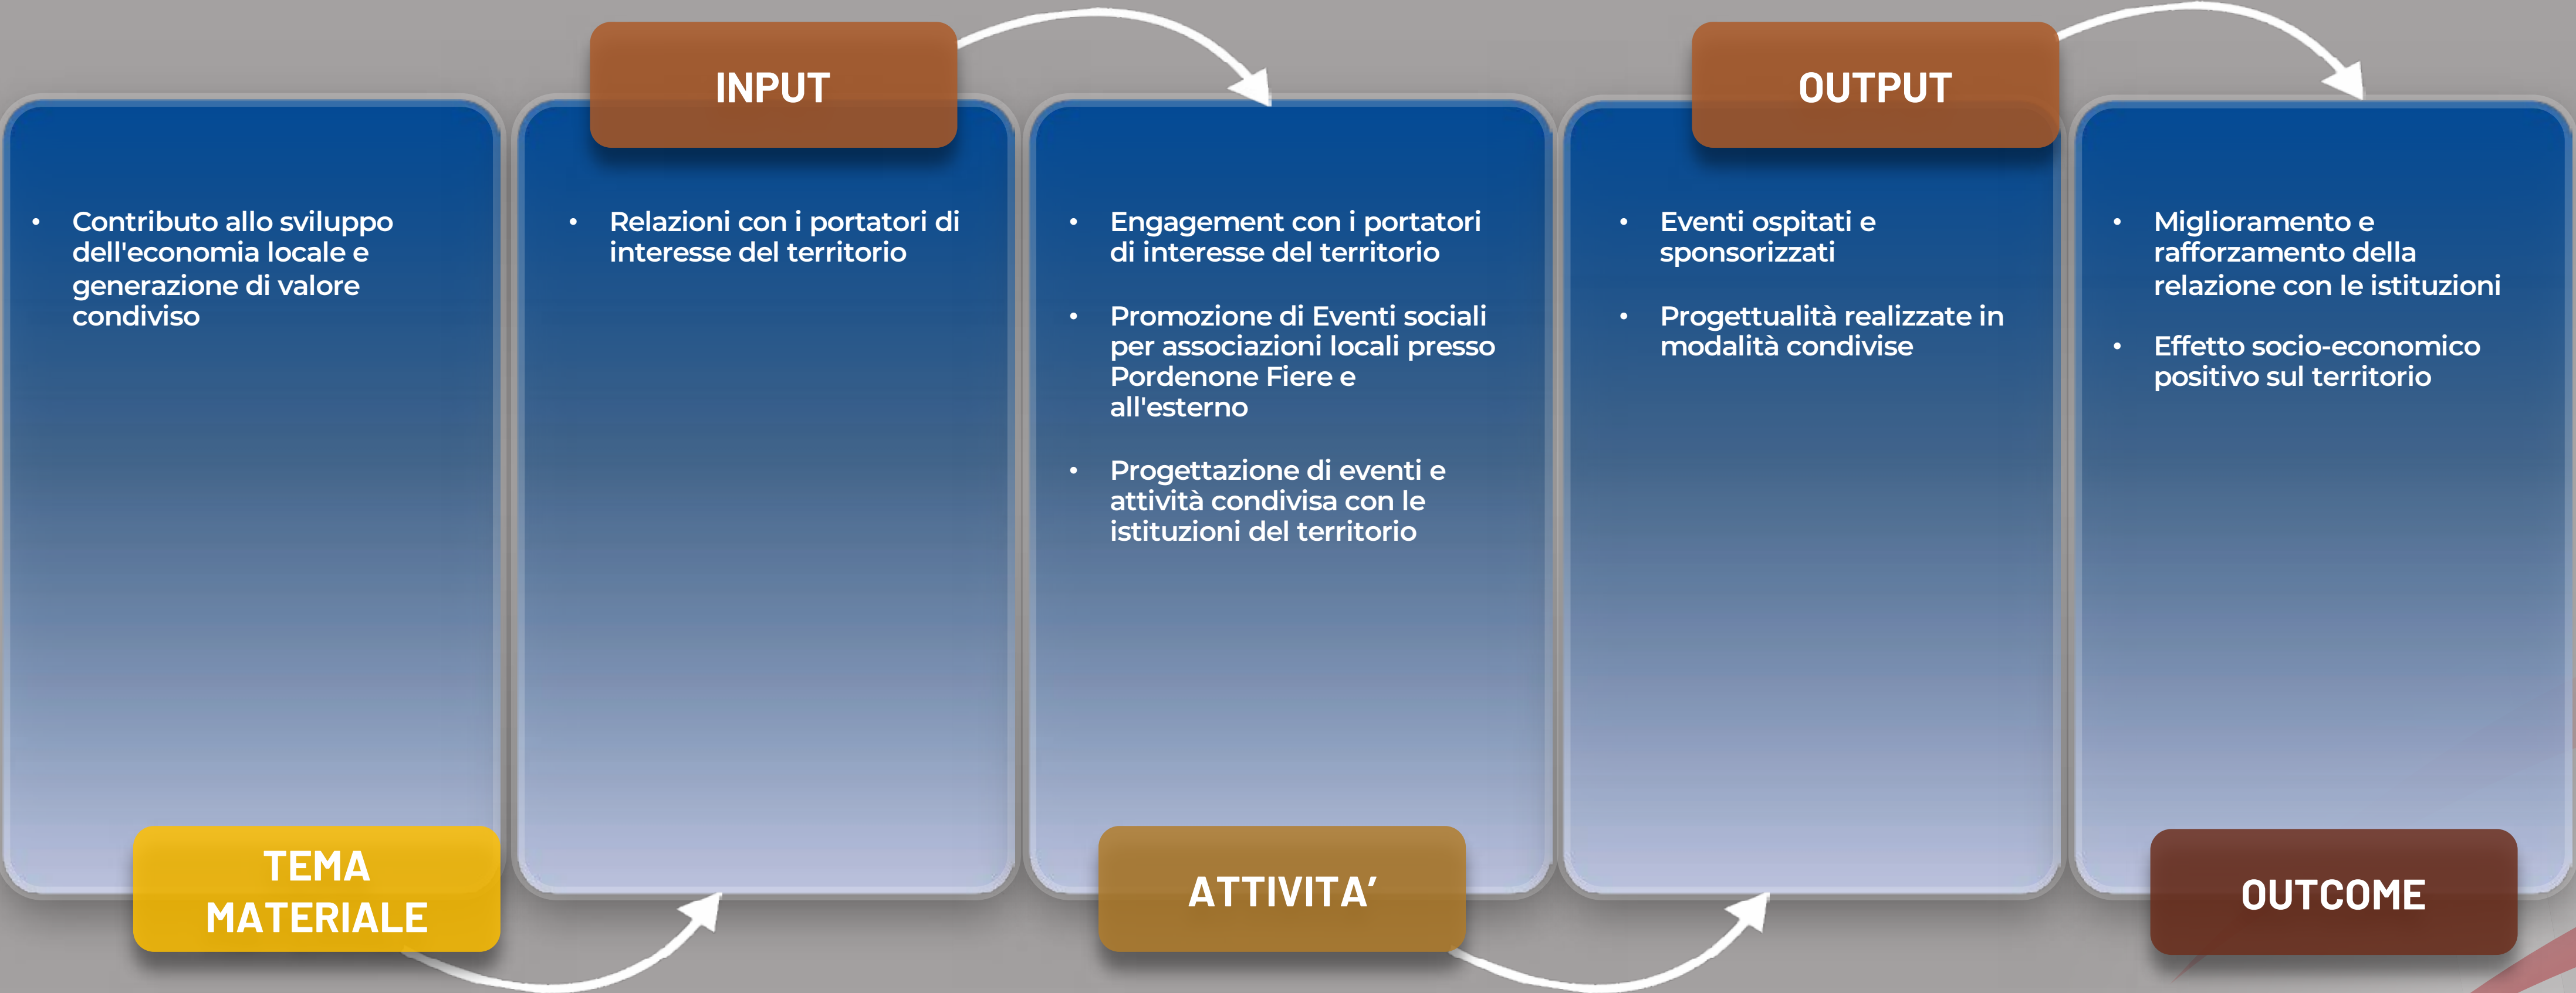 TEMA
MATERIALE
• Contributo allo sviluppo
dell'economia locale e
generazione di valore
condiviso
INPUT
• Relazioni con i portatori di
interesse del territorio
ATTIVITA’
• Engagement con i portatori
di interesse del territorio
• Promozione di Eventi sociali
per associazioni locali presso
Pordenone Fiere e
all'esterno
• Progettazione di eventi e
attività condivisa con le
istituzioni del territorio
OUTPUT
• Eventi ospitati e
sponsorizzati
• Progettualità realizzate in
modalità condivise
OUTCOME
• Miglioramento e
rafforzamento della
relazione con le istituzioni
• Effetto socio-economico
positivo sul territorio